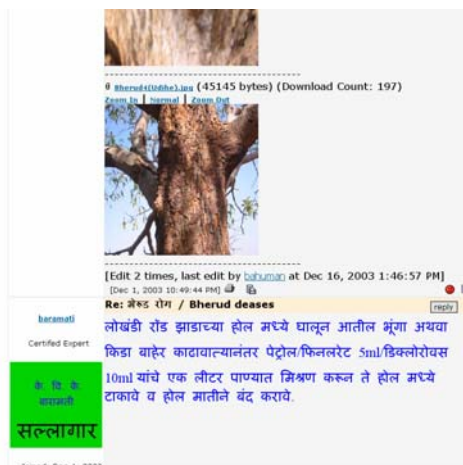 ----------------------------------------
Bherud4(Udihe).jpg (45145 bytes) (Download Count: 197)
Zoom In | Normal | Zoom Out
----------------------------------------
[Edit 2 times, last edit by bahuman at Dec 16, 2003 1:46:57 PM]
[Dec 1, 2003 10:49:44 PM]
Re: भेरुड रोग / Bherud deases
reply
baramati
Certifed Expert
के. वि. के.
बारामती
सल्लागार
लोखंडी रॉड झाडाच्या होल मध्ये घालून आतील भूंगा अथवा
किडा बाहेर काढावात्यानंतर पेट्रोल/फिनलरेट 5ml/डिक्लोरोवस
10ml यांचे एक लीटर पाण्यात मिश्रण करून ते होल मध्ये
टाकावे व होल मातीने बंद करावे.